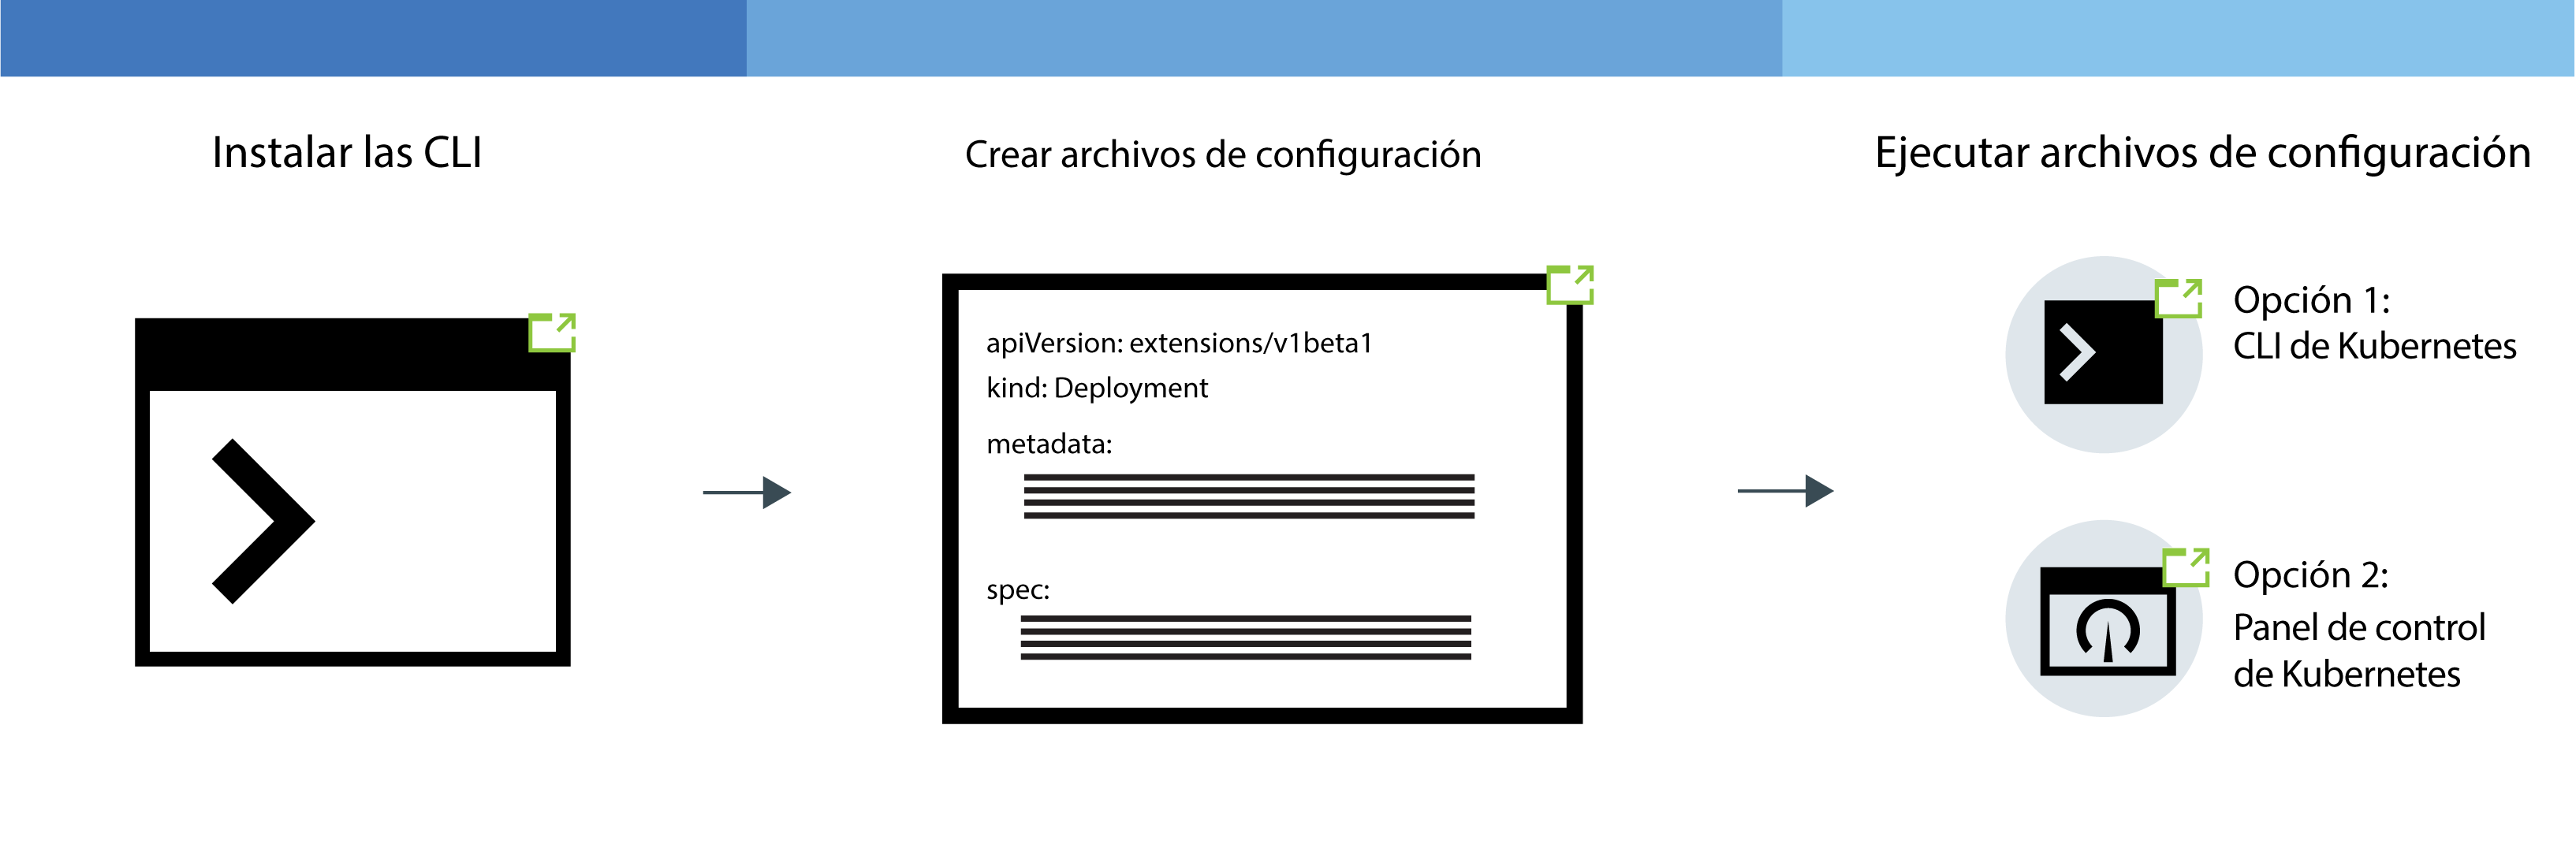 Instalar las CLI
Crear archivos de configuración
apiVersion: extensions/v1beta1
kind: Deployment
metadata:
spec:
Ejecutar archivos de configuración
Opción 1:
CLI de Kubernetes
Opción 2:
Panel de control
de Kubernetes